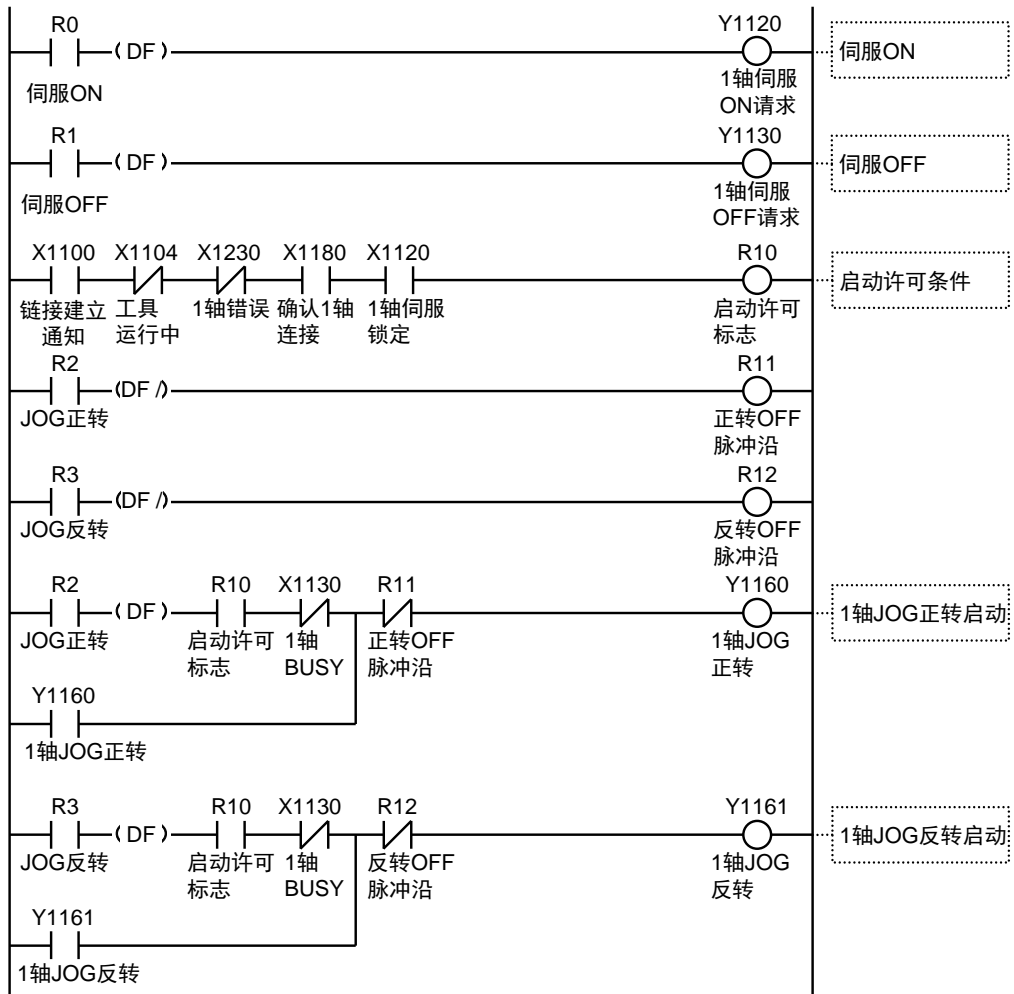 R0 Y1120
( DF ) 伺服ON
伺服ON 1轴伺服
ON请求
R1 Y1130
( DF ) 伺服OFF
伺服OFF 1轴伺服
OFF请求
X1100 X1104 X1230 X1180 X1120 R10
启动许可条件
链接建立 工具 1轴错误 确认1轴 1轴伺服 启动许可
通知 运行中 连接 锁定 标志
R2 R11
(DF /)
JOG正转 正转OFF
脉冲沿
R3 R12
(DF /)
JOG反转 反转OFF
脉冲沿
R2 R10 X1130 R11 Y1160
( DF ) 1轴JOG正转启动
JOG正转 启动许可 1轴 正转OFF 1轴JOG
标志 BUSY 脉冲沿 正转
Y1160
1轴JOG正转
R3 R10 X1130 R12 Y1161
( DF ) 1轴JOG反转启动
JOG反转 启动许可 1轴 反转OFF 1轴JOG
标志 BUSY 脉冲沿 反转
Y1161
1轴JOG反转